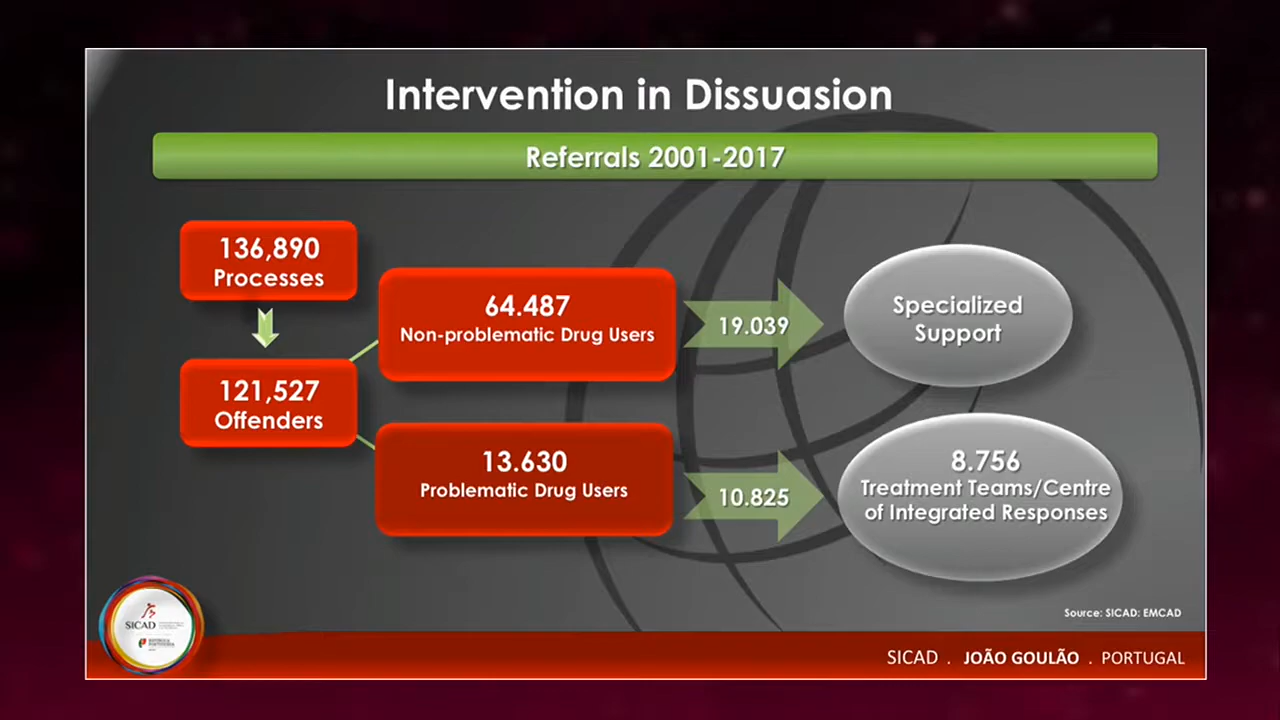 Intervention in Dissuasion
Referrals 2001-2017
136,890
Processes
121,527
Offenders
64.487
Non-problematic Drug Users
13.630
Problematic Drug Users
19.039
10.825
Specialized
Support
8.756
Treatment Teams/Centre
of Integrated Responses
Source: SICAD: EMCAD
SICAD
REPÚBLICA
PORTUGUESA
SICAD . JOÃO GOULÃO . PORTUGAL